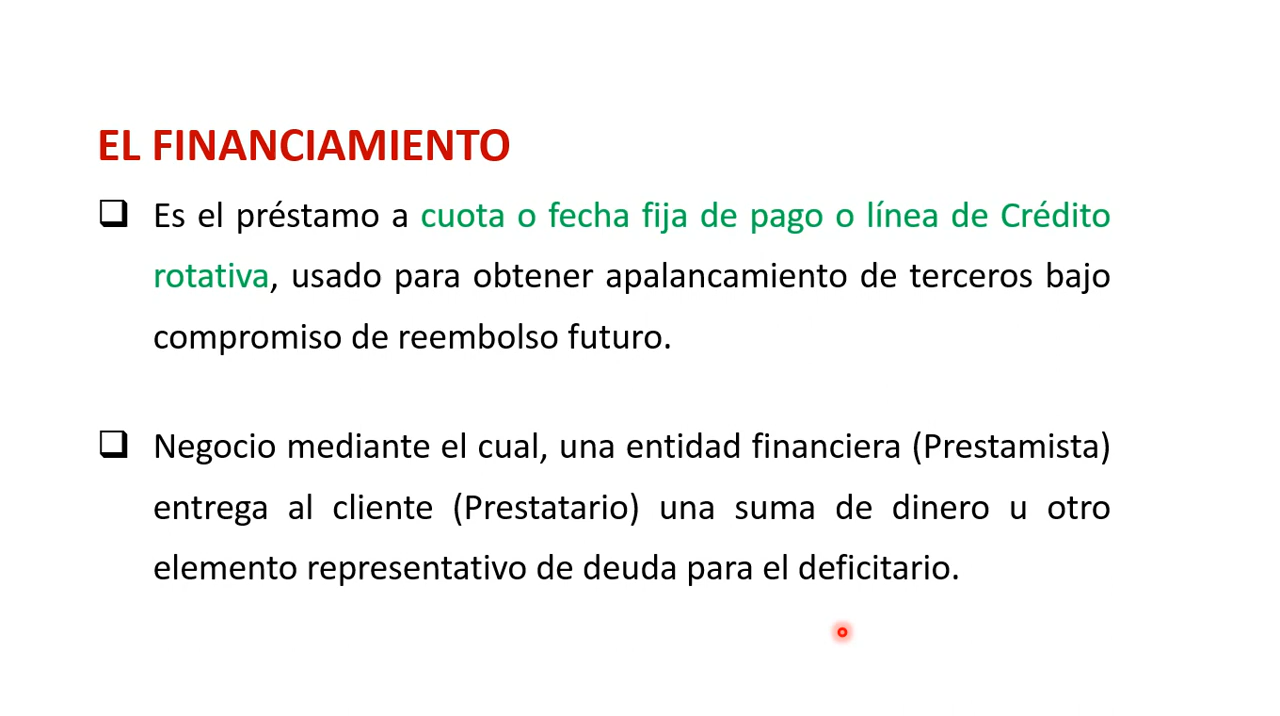 EL FINANCIAMIENTO
Es el préstamo a cuota o fecha fija de pago o línea de Crédito
rotativa, usado para obtener apalancamiento de terceros bajo
compromiso de reembolso futuro.
Negocio mediante el cual, una entidad financiera (Prestamista)
entrega al cliente (Prestatario) una suma de dinero u otro
elemento representativo de deuda para el deficitario.